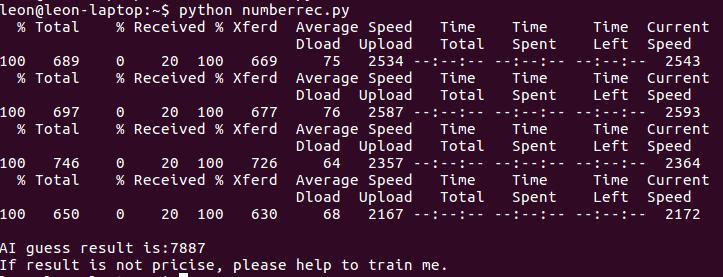 leon@leon-laptop:~$ python numberrec.py
% Total % Received % Xferd Average Speed Time Time Time Current
Dload Upload Total Spent Left Speed
100 689 0 20 100 669 75 2534 --:--:-- --:--:-- --:--:-- 2543
% Total % Received % Xferd Average Speed Time Time Time Current
Dload Upload Total Spent Left Speed
100 697 0 20 100 677 76 2587 --:--:-- --:--:-- --:--:-- 2593
% Total % Received % Xferd Average Speed Time Time Time Current
Dload Upload Total Spent Left Speed
100 746 0 20 100 726 64 2357 --:--:-- --:--:-- --:--:-- 2364
% Total % Received % Xferd Average Speed Time Time Time Current
Dload Upload Total Spent Left Speed
100 650 0 20 100 630 68 2167 --:--:-- --:--:-- --:--:-- 2172
AI guess result is:7887
If result is not pricise, please help to train me.